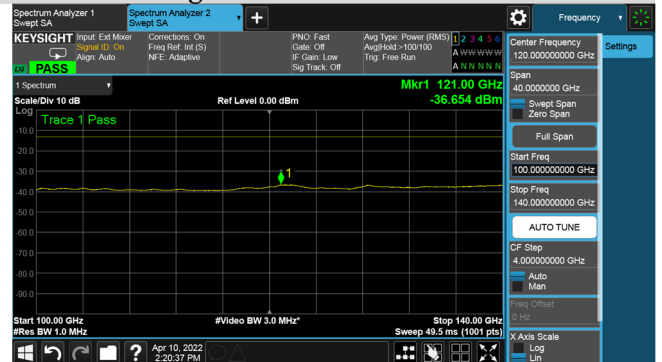 Spectrum Analyzer 1
Swept SA
Spectrum Analyzer 2
Swept SA
Frequency
KEYSIGHT
Input: Ext Mixer
Signal ID: On
Align: Auto
Corrections: On
Freq Ref: Int (S)
NFE: Adaptive
PNO: Fast
Gate: Off
IF Gain: Low
Sig Track: Off
Avg Type: Power (RMS)
Avg|Hold:>100/100
Trig: Free Run
1 2 3 4 5 6
A W W W W W
A N N N N N
PASS
1 Spectrum
Scale/Div 10 dB
Ref Level 0.00 dBm
Mkr1 121.00 GHz
-36.654 dBm
Log
Trace 1 Pass
-10.0
-20.0
-30.0
-40.0
-50.0
-60.0
-70.0
-80.0
-90.0
1
Start 100.00 GHz
#Res BW 1.0 MHz
#Video BW 3.0 MHz*
Stop 140.00 GHz
Sweep 49.5 ms (1001 pts)
Apr 10, 2022
2:20:37 PM
Center Frequency
120.000000000 GHz
Settings
Span
40.0000000 GHz
Swept Span
Zero Span
Full Span
Start Freq
100.000000000 GHz
Stop Freq
140.000000000 GHz
AUTO TUNE
CF Step
4.000000000 GHz
Auto
Man
Freq Offset
0 Hz
X Axis Scale
Log
Lin